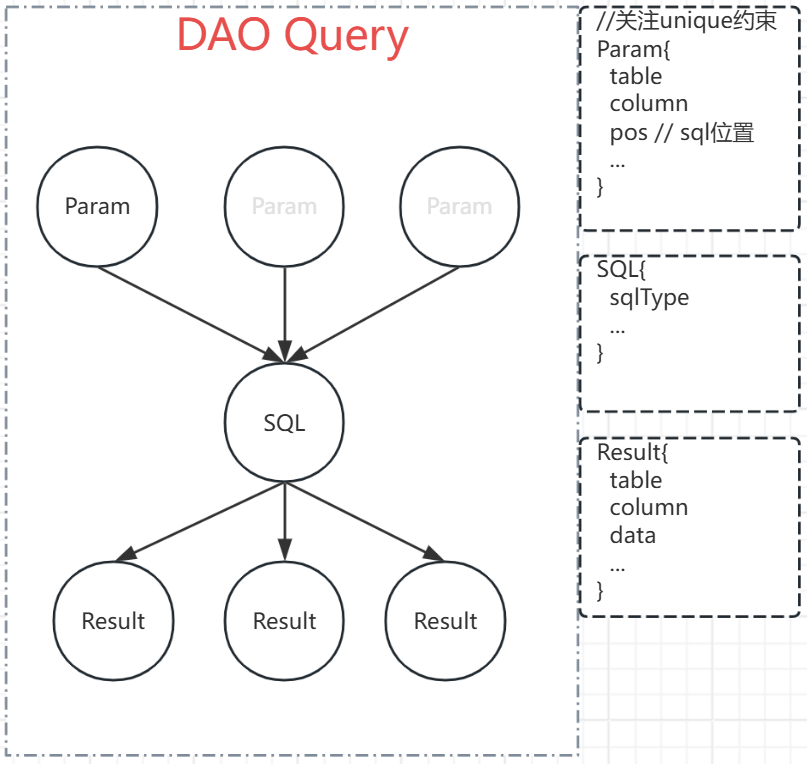 DAO Query
Param
Param
Param
SQL
Result
Result
Result
//关注unique约束
Param{
table
column
pos // sql位置
...
}
SQL{
sqlType
...
}
Result{
table
column
data
...
}